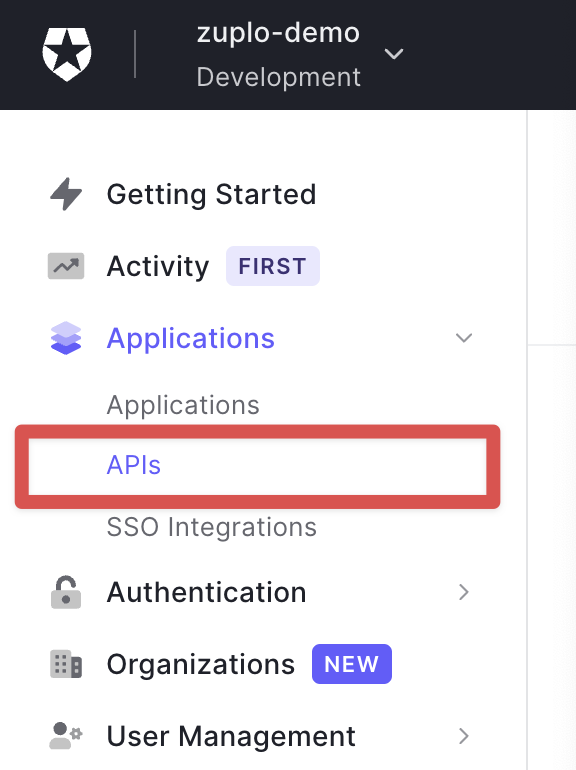 zuplo-demo
Development
Getting Started
Activity FIRST
Applications
Applications
APIs
SSO Integrations
Authentication
Organizations NEW
User Management